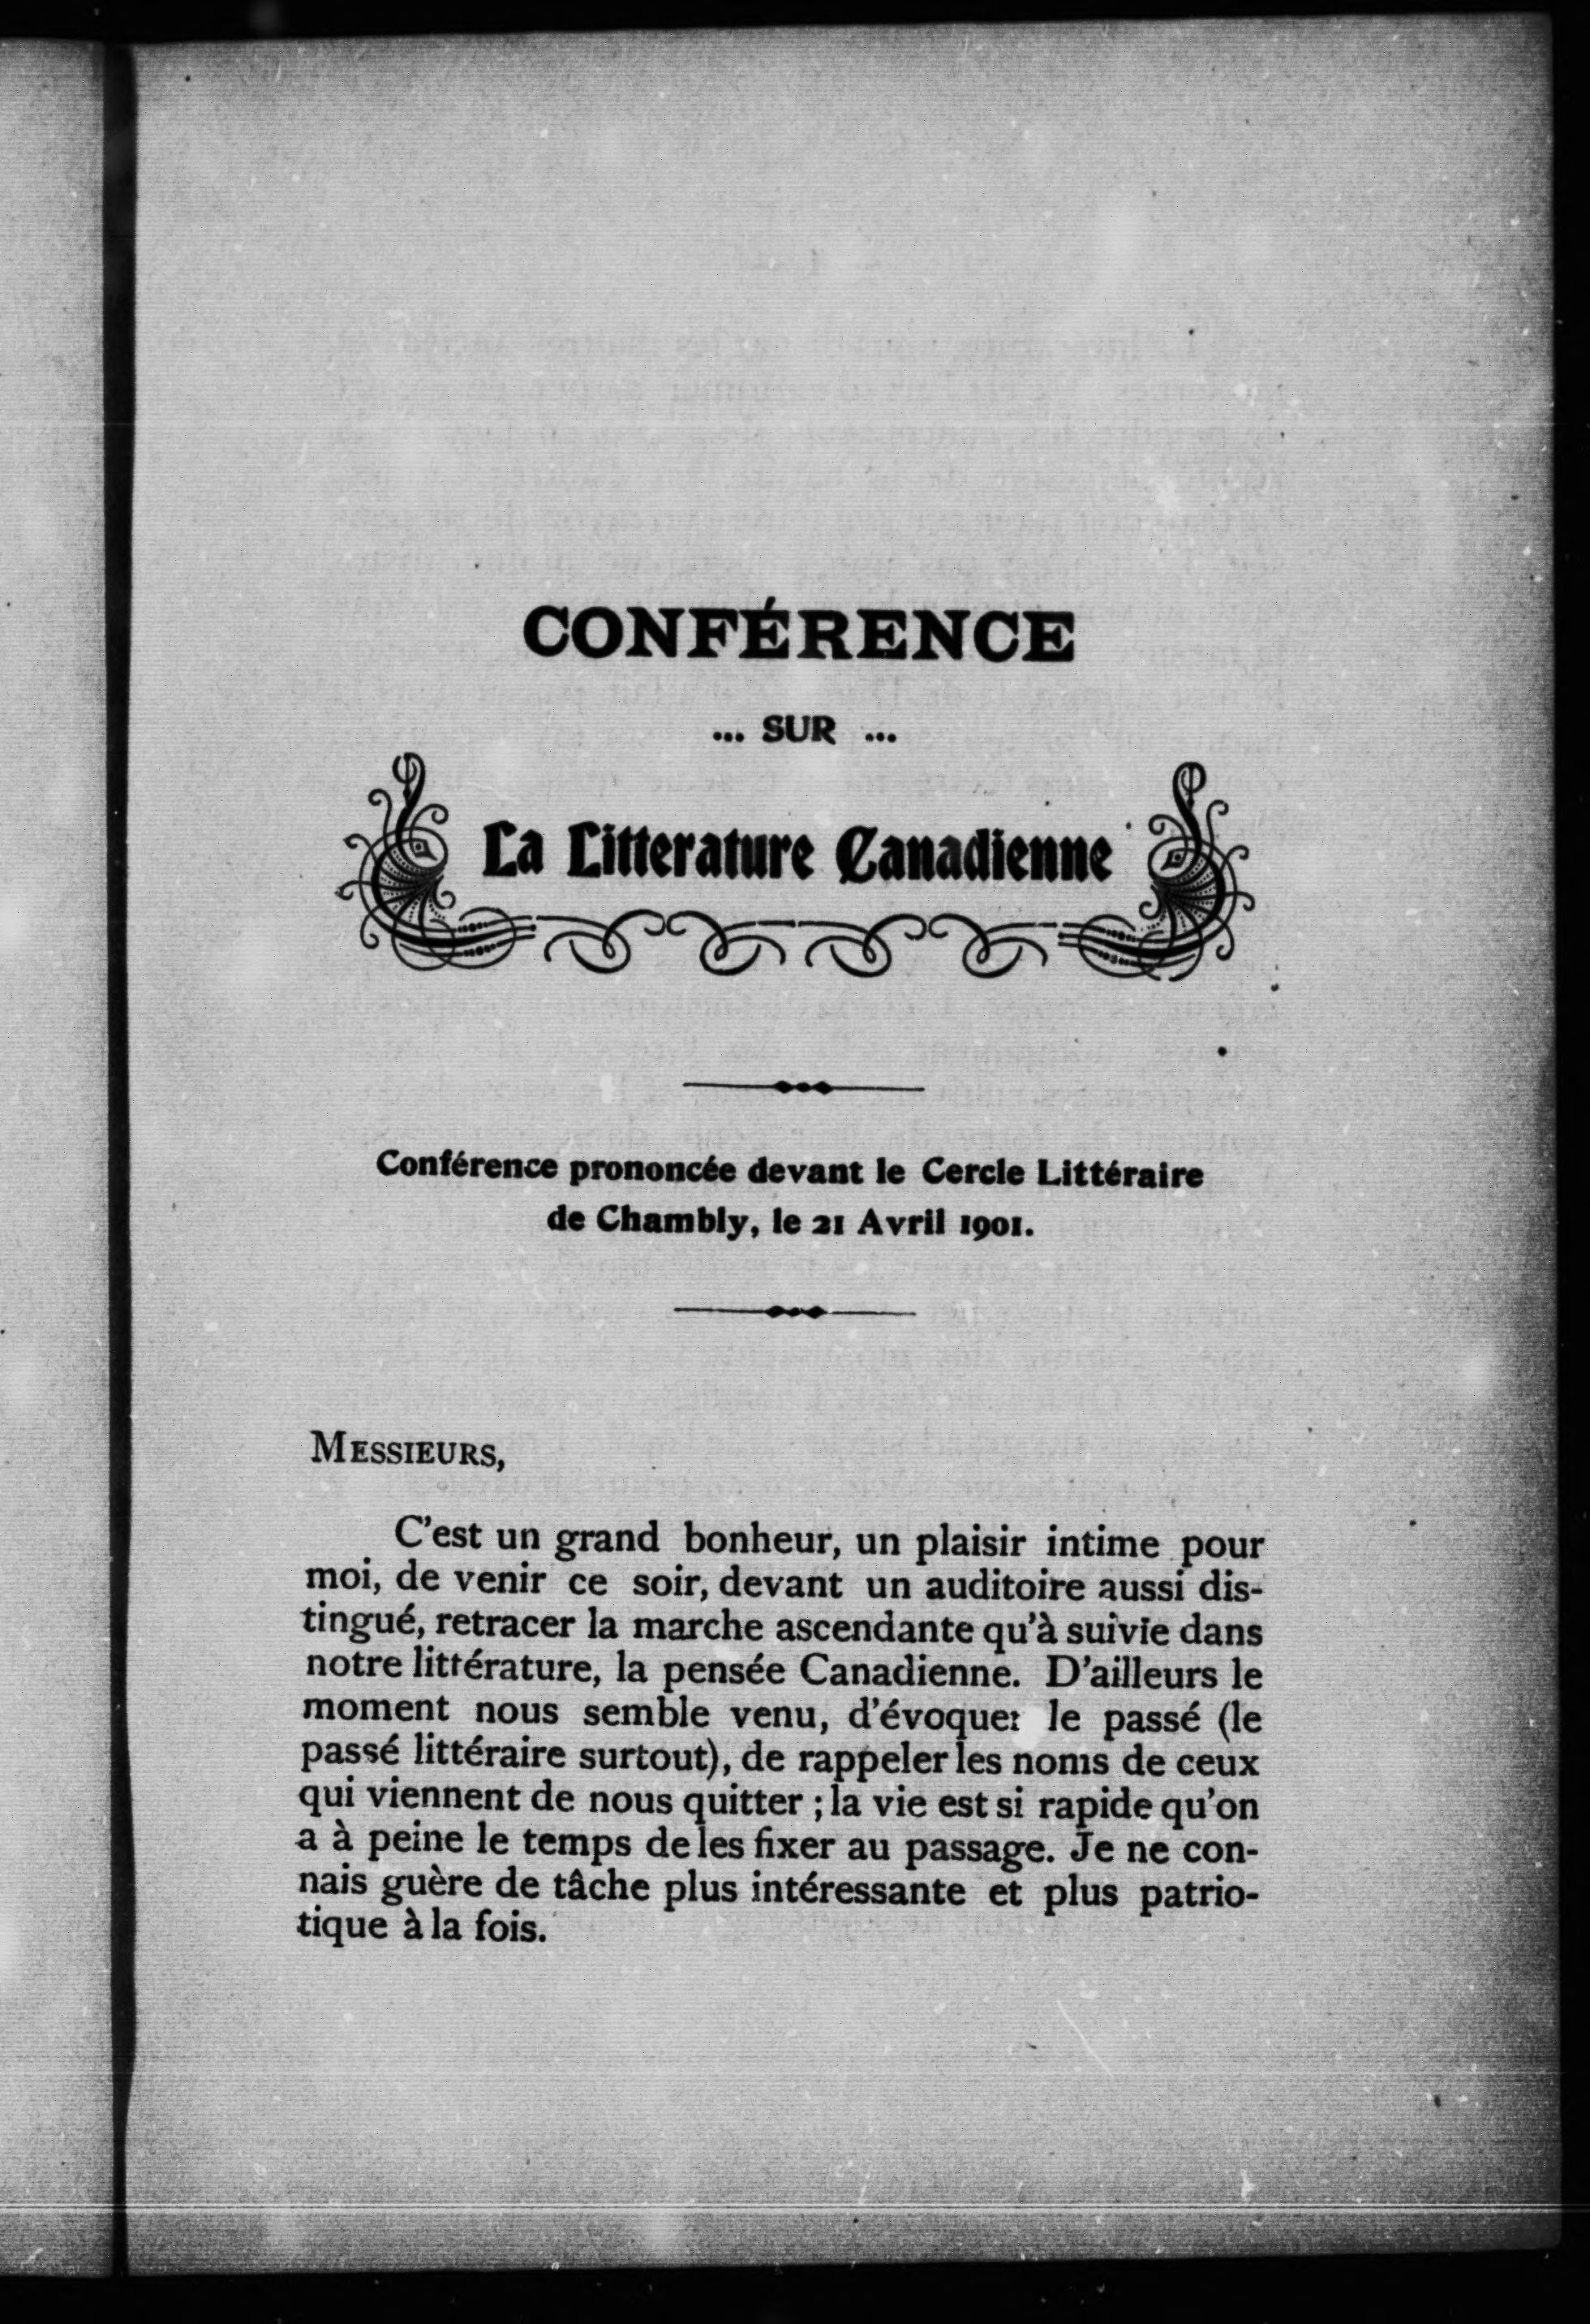 CONFÉRENCE
... SUR ...
La Litterature Canadienne
Conférence prononcée devant le Cercle Littéraire
de Chambly, le 21 Avril 1901.
MESSIEURS,
C'est un grand bonheur, un plaisir intime pour
moi, de venir ce soir, devant un auditoire aussi dis-
tingué, retracer la marche ascendante qu'à suivie dans
notre littérature, la pensée Canadienne. D'ailleurs le
moment nous semble venu, d'évoquer le passé (le
passé littéraire surtout), de rappeler les noms de ceux
qui viennent de nous quitter ; la vie est si rapide qu'on
a à peine le temps de les fixer au passage. Je ne con-
nais guère de tâche plus intéressante et plus patrio-
tique à la fois.